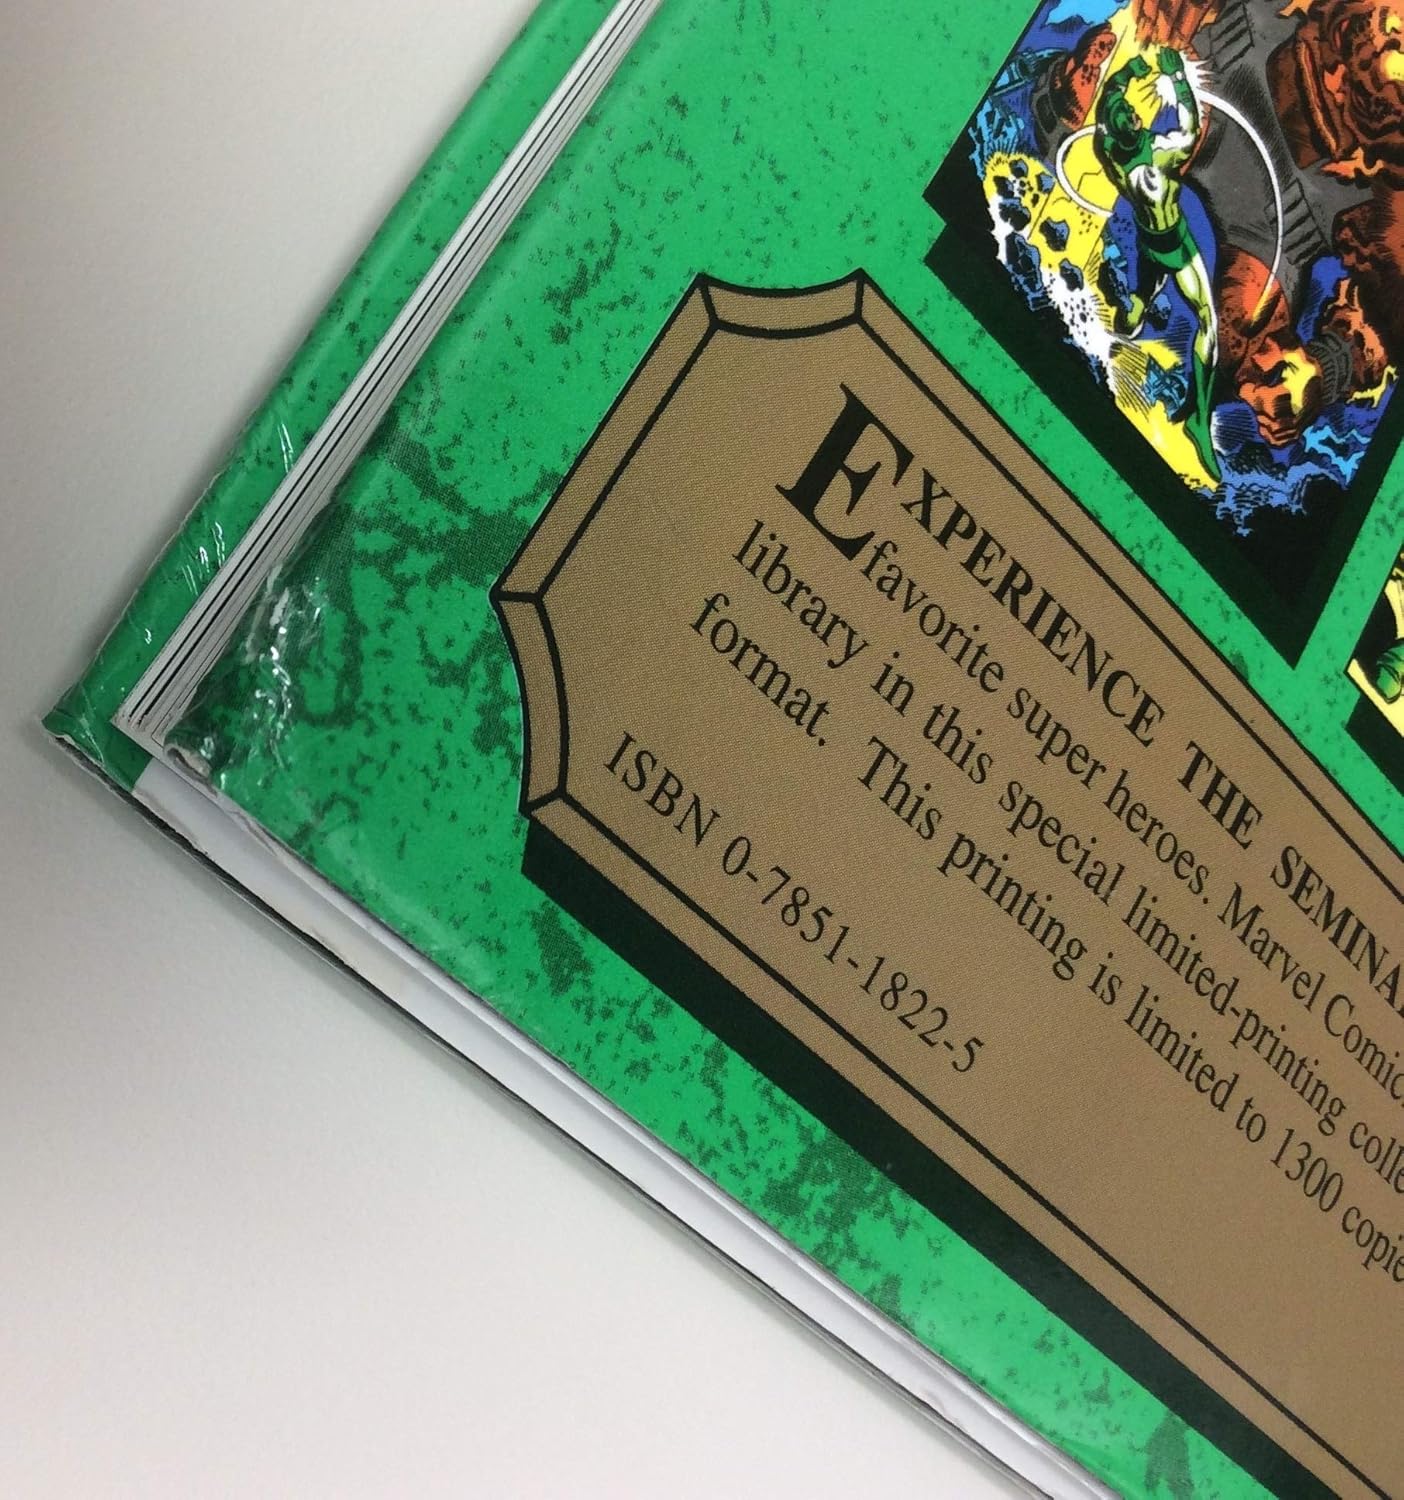 EXPERIENCE THE SEMINA
favorite super heroes. Marvel Comic
library in this special limited-printing colle
format. This printing is limited to 1300 copie
ISBN 0-7851-1822-5